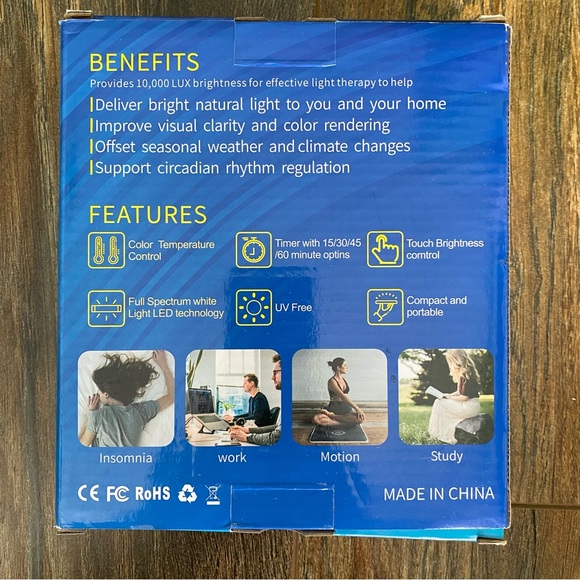 BENEFITS
Provides 10,000 LUX brightness for effective light therapy to help
Deliver bright natural light to you and your home
Improve visual clarity and color rendering
Offset seasonal weather and climate changes
Support circadian rhythm regulation
FEATURES
Color Temperature
Control
Timer with 15/30/45
/60 minute optins
Touch Brightness
comtrol
Full Spectrum white
Light LED technology
UV Free
Compact and
portable
Insomnia
work
Motion
Study
CE FC RoHS
MADE IN CHINA